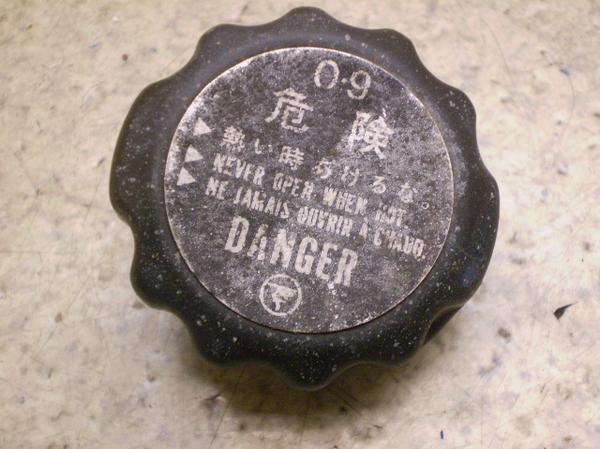 0.9
危険
熱い時あけるな。
NEVER OPEN WHEN HOT.
NE JAMAIS OUVRIR A CHAUD.
DANGER